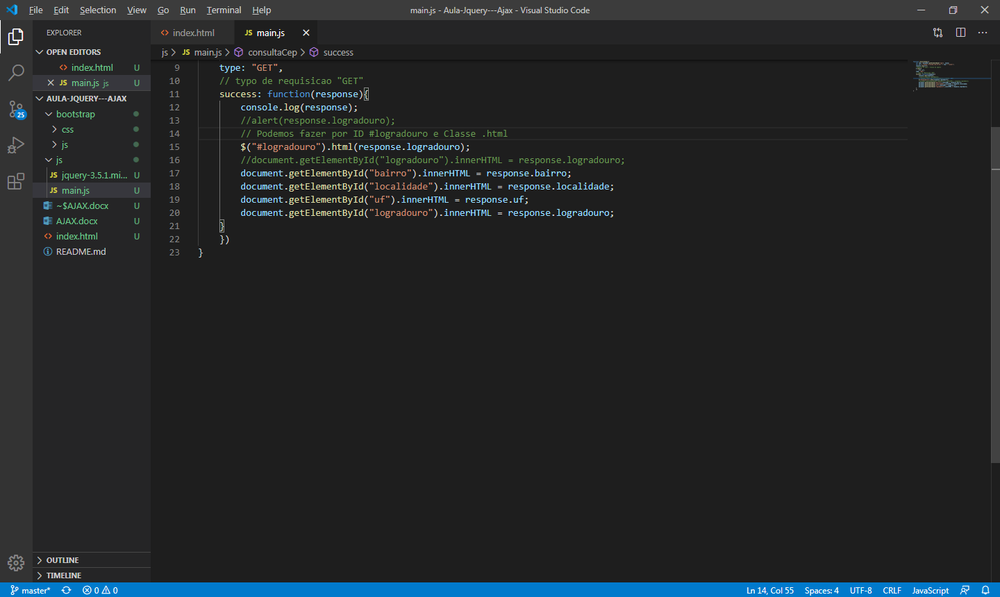 File Edit Selection View Go Run Terminal Help main.js - Aula-Jquery---Ajax - Visual Studio Code
EXPLORER
OPEN EDITORS
index.html U
JS main.js js U
AULA-JQUERY---AJAX
bootstrap
css
js
js
JS jquery-3.5.1.mi... U
JS main.js U
~$AJAX.docx U
AJAX.docx U
index.html U
README.md
25
OUTLINE
TIMELINE
index.html JS main.js
js > JS main.js > consultaCep > success
9 type: "GET",
10 // typo de requisicao "GET"
11 success: function(response){
12 console.log(response);
13 //alert(response.logradouro);
14 // Podemos fazer por ID #logradouro e Classe .html
15 $("#logradouro").html(response.logradouro);
16 //document.getElementById("logradouro").innerHTML = response.logradouro;
17 document.getElementById("bairro").innerHTML = response.bairro;
18 document.getElementById("localidade").innerHTML = response.localidade;
19 document.getElementById("uf").innerHTML = response.uf;
20 document.getElementById("logradouro").innerHTML = response.logradouro;
21 }
22 })
23 }
master* 0 0 Ln 14, Col 55 Spaces: 4 UTF-8 CRLF JavaScript